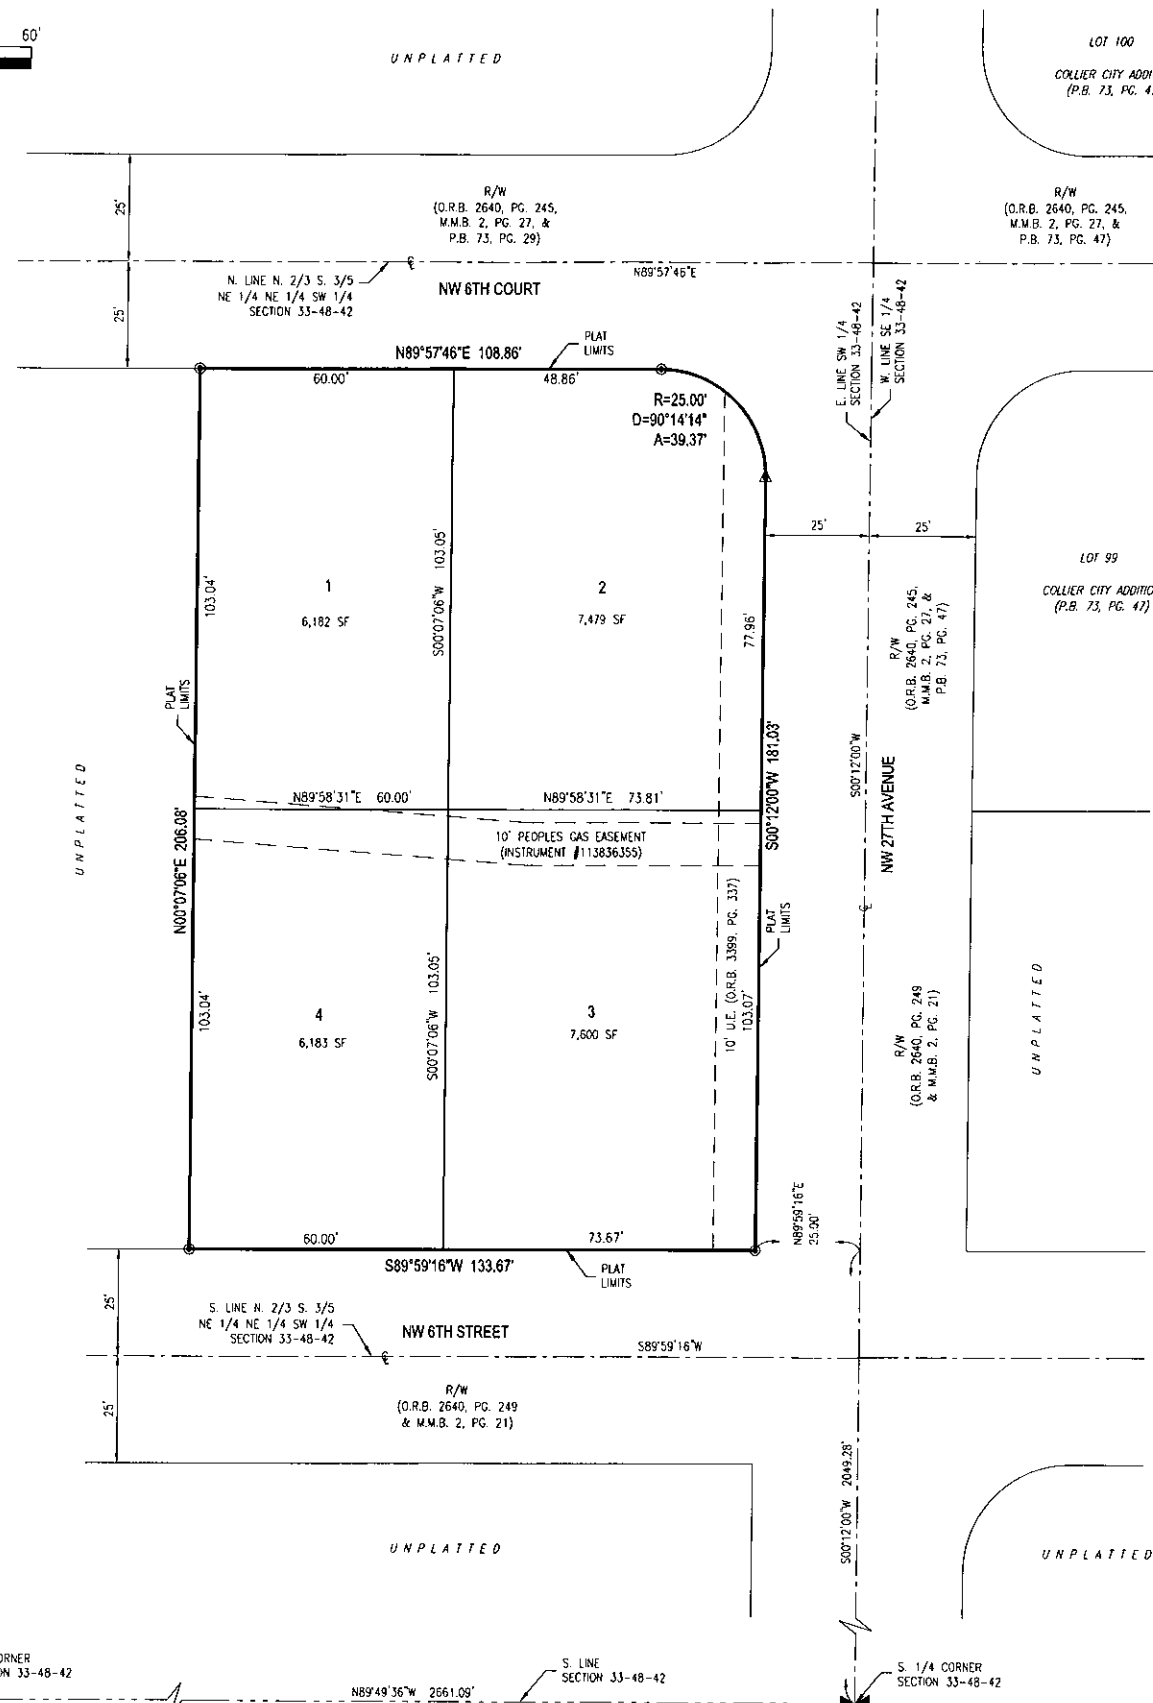 60'
UNPLATTED
LOT 100
COLLIER CITY
(P.B. 73, PG.
25'
R/W
(O.R.B. 2640, PG. 245,
M.M.B. 2, PG. 27, &
P.B. 73, PG. 29)
R/W
(O.R.B. 2640, PG. 245,
M.M.B. 2, PG. 27, &
P.B. 73, PG. 47)
N. LINE N. 2/3 S. 3/5
NE 1/4 NE 1/4 SW 1/4
SECTION 33-48-42
N89°57'46"E
NW 6TH COURT
25'
E. LINE SW 1/4
SECTION 33-48-42
W. LINE SE 1/4
SECTION 33-48-42
PLAT
LIMITS
N89°57'46"E 108.86'
60.00'
48.86'
R=25.00'
D=90°14'14"
A=39.37'
25'
25'
103.04'
S00°07'06"W 103.05'
1
6,182 SF
2
7,479 SF
77.96'
LOT 99
COLLIER CITY
(P.B. 73, PG. 47)
R/W
(O.R.B. 2640, PG. 245,
M.M.B. 2, PG. 27, &
P.B. 73, PG. 47)
PLAT
LIMITS
S00°12'00"W 181.03'
S00°12'00"W
NW 27TH AVENUE
UNPLATTED
N00°07'06"E 206.08'
N89°58'31"E 60.00'
N89°58'31"E 73.81'
10' PEOPLES GAS EASEMENT
(INSTRUMENT #113836355)
10' U.E. (O.R.B. 3399, PG. 337)
PLAT
LIMITS
103.04'
S00°07'06"W 103.05'
4
6,183 SF
3
7,600 SF
103.07'
R/W
(O.R.B. 2640, PG. 249
& M.M.B. 2, PG. 21)
UNPLATTED
N89°59'16"E
25.00'
60.00'
73.67'
S89°59'16"W 133.67'
PLAT
LIMITS
25'
S. LINE N. 2/3 S. 3/5
NE 1/4 NE 1/4 SW 1/4
SECTION 33-48-42
NW 6TH STREET
S89°59'16"W
25'
R/W
(O.R.B. 2640, PG. 249
& M.M.B. 2, PG. 21)
S00°12'00"W 2049.28'
UNPLATTED
UNPLATTED
33-48-42
N89°49'36"W 2661.09'
S. LINE
SECTION 33-48-42
S. 1/4 CORNER
SECTION 33-48-42